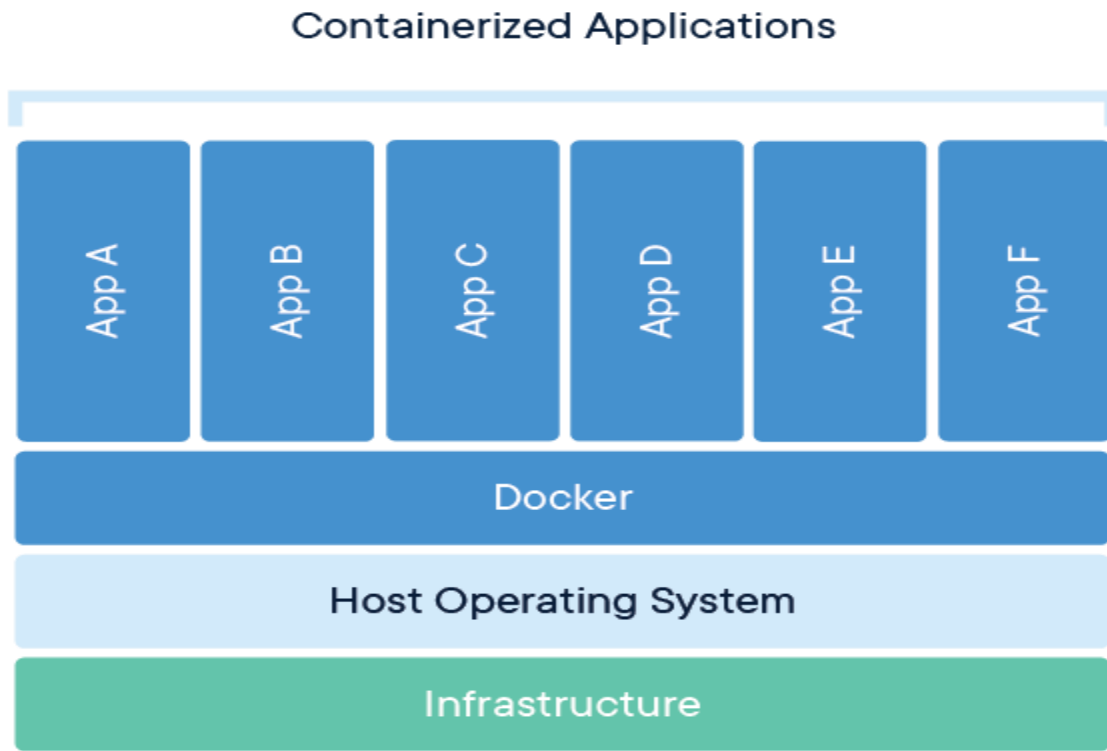 Containerized Applications
App A
App B
App C
App D
App E
App F
Docker
Host Operating System
Infrastructure